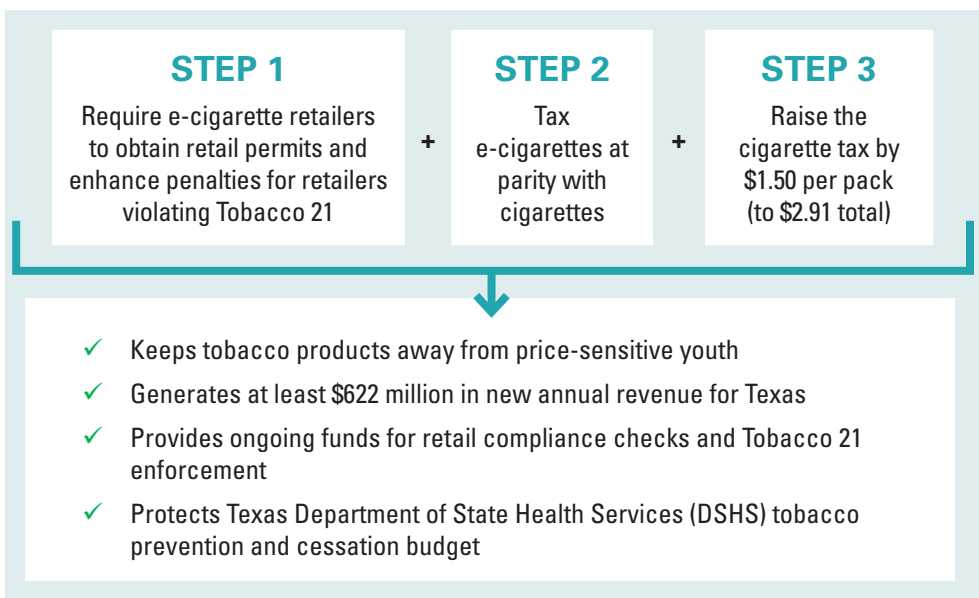 STEP 1
Require e-cigarette retailers
to obtain retail permits and
enhance penalties for retailers
violating Tobacco 21
+
STEP 2
Tax
e-cigarettes at
parity with
cigarettes
+
STEP 3
Raise the
cigarette tax by
$1.50 per pack
(to $2.91 total)
✓ Keeps tobacco products away from price-sensitive youth
✓ Generates at least $622 million in new annual revenue for Texas
✓ Provides ongoing funds for retail compliance checks and Tobacco 21
enforcement
✓ Protects Texas Department of State Health Services (DSHS) tobacco
prevention and cessation budget